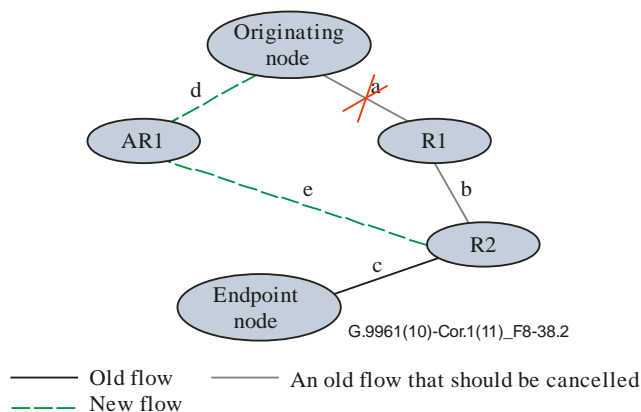 Originating
node
d
a
AR1
R1
e
b
R2
c
Endpoint
node
G.9961(10)-Cor.1(11)_F8-38.2
Old flow
An old flow that should be cancelled
New flow